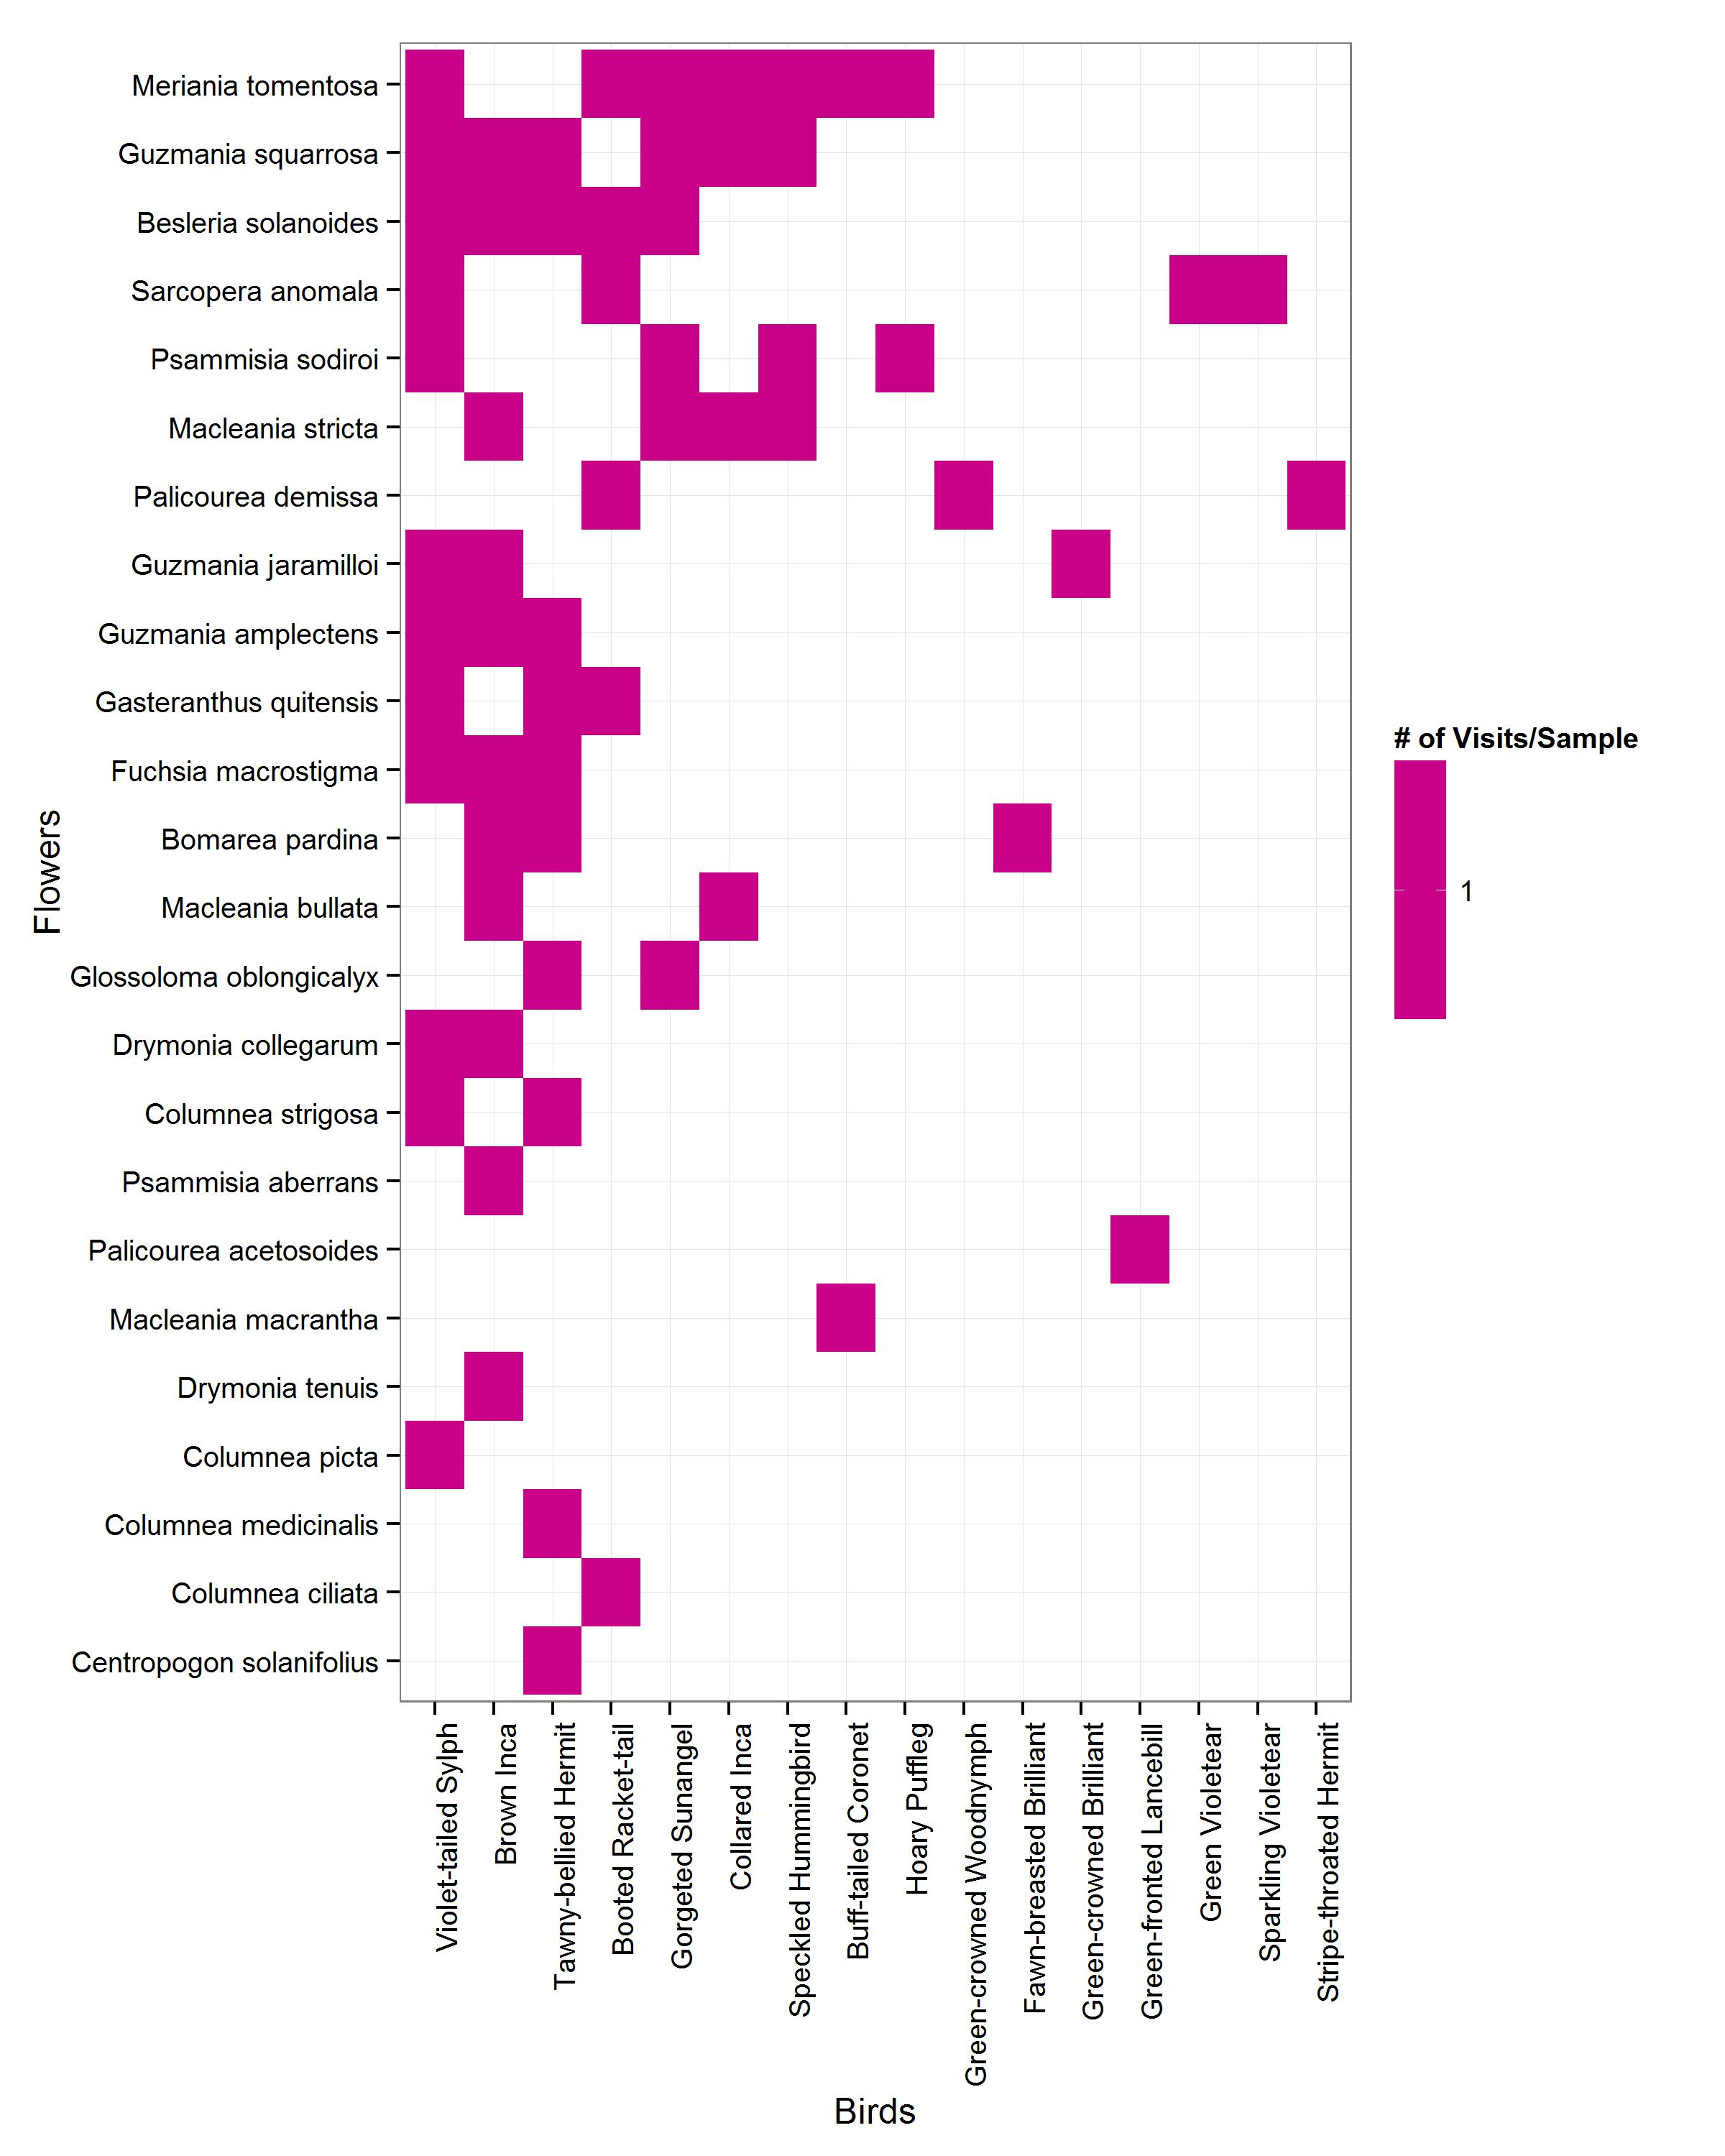 Meriania tomentosa
Guzmania squarrosa
Besleria solanoides
Sarcopera anomala
Psammisia sodiroi
Macleania stricta
Palicourea demissa
Guzmania jaramilloi
Guzmania amplectens
Gasteranthus quitensis
Fuchsia macrostigma
Bomarea pardina
Macleania bullata
Glossoloma oblongicalyx
Drymonia collegarum
Columnea strigosa
Psammisia aberrans
Palicourea acetosoides
Macleania macrantha
Drymonia tenuis
Columnea picta
Columnea medicinalis
Columnea ciliata
Centropogon solanifolius
Flowers
Violet-tailed Sylph
Brown Inca
Tawny-bellied Hermit
Booted Racket-tail
Gorgeted Sunangel
Collared Inca
Speckled Hummingbird
Buff-tailed Coronet
Hoary Puffleg
Green-crowned Woodnymph
Fawn-breasted Brilliant
Green-crowned Brilliant
Green-fronted Lancebill
Green Violetear
Sparkling Violetear
Stripe-throated Hermit
Birds
# of Visits/Sample
1